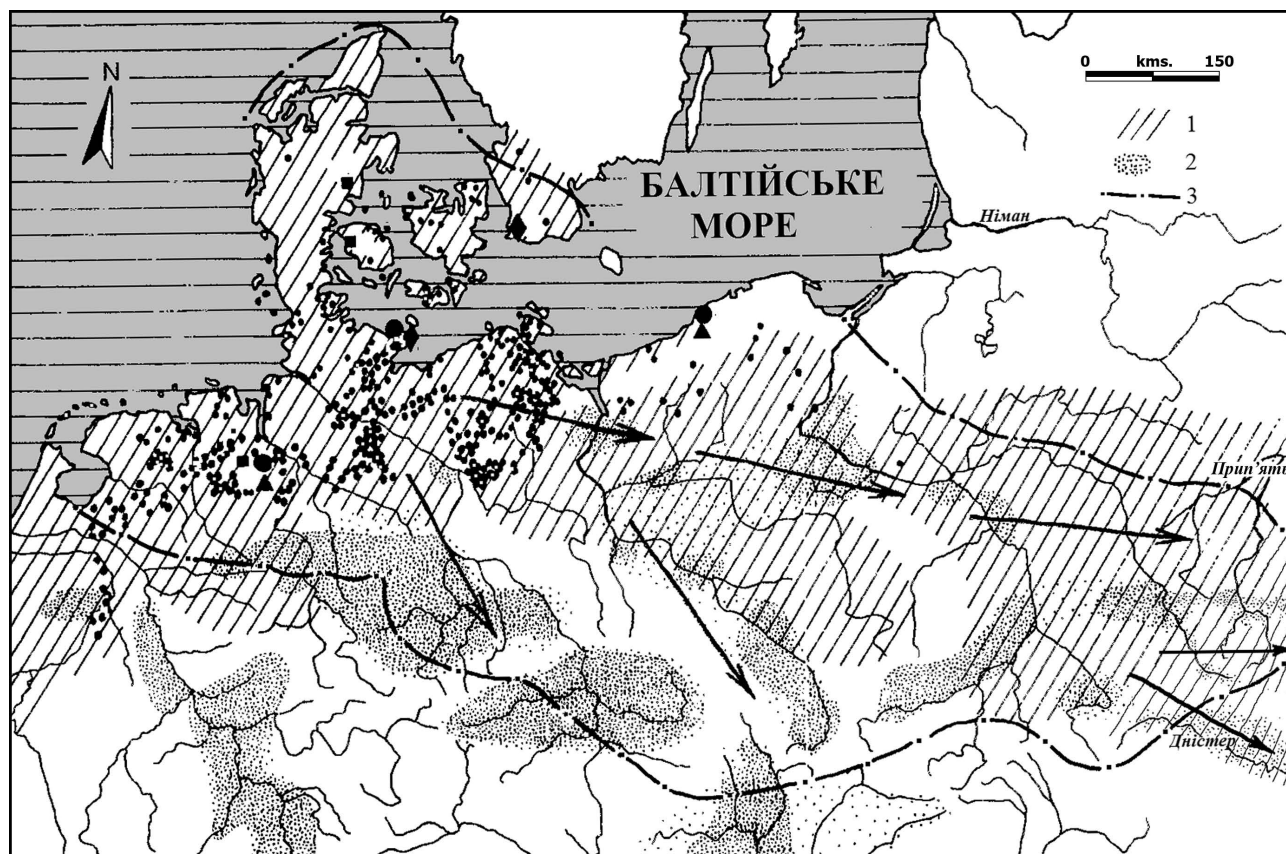 N
0 kms. 150
1
2
3
БАЛТІЙСЬКЕ
МОРЕ
Німан
Прип'ять
Дністер